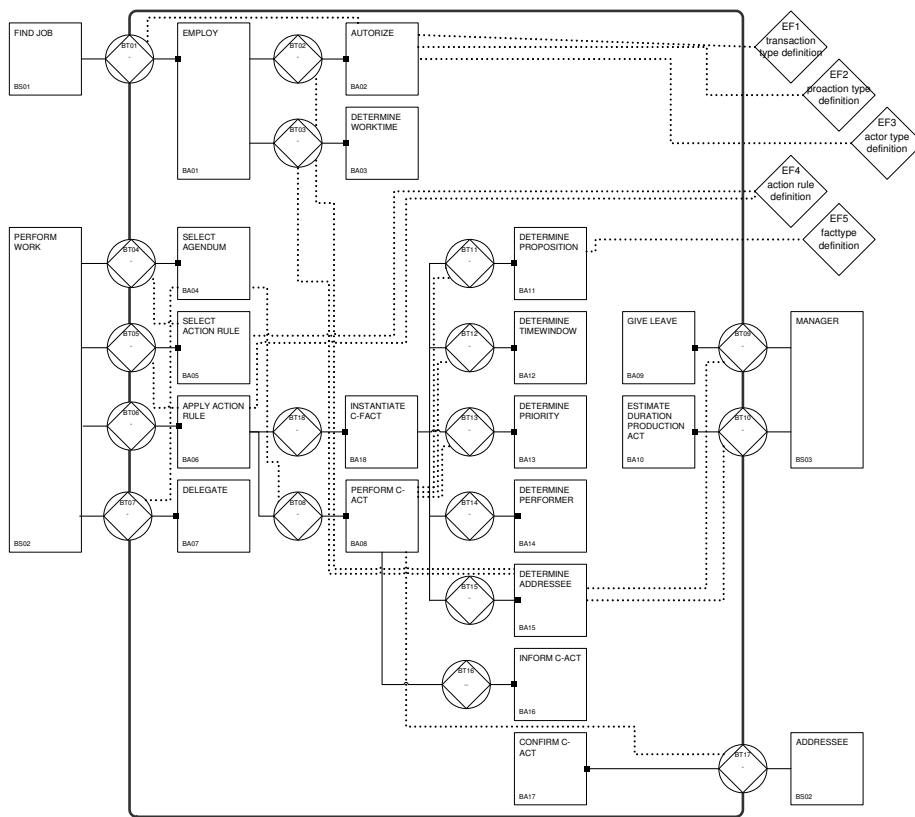 FIND JOB
BS01
BT01
EMPLOY
BA01
BT02
AUTORIZE
BA02
BT03
DETERMINE
WORKTIME
BA03
EF1
transaction
type definition
EF2
proaction type
definition
EF3
actor type
definition
EF4
action rule
definition
EF5
facttype
definition
PERFORM
WORK
BS02
BT04
SELECT
AGENDUM
BA04
BT05
SELECT
ACTION RULE
BA05
BT06
APPLY ACTION
RULE
BA06
BT07
DELEGATE
BA07
BT18
INSTANTIATE
C-FACT
BA18
BT08
PERFORM C-
ACT
BA08
BT11
DETERMINE
PROPOSITION
BA11
BT12
DETERMINE
TIMEWINDOW
BA12
BT13
DETERMINE
PRIORITY
BA13
BT14
DETERMINE
PERFORMER
BA14
BT15
DETERMINE
ADDRESSEE
BA15
BT16
INFORM C-ACT
BA16
GIVE LEAVE
BA09
BT09
ESTIMATE
DURATION
PRODUCTION
ACT
BA10
BT10
MANAGER
BS03
CONFIRM C-
ACT
BA17
BT17
ADDRESSEE
BS02